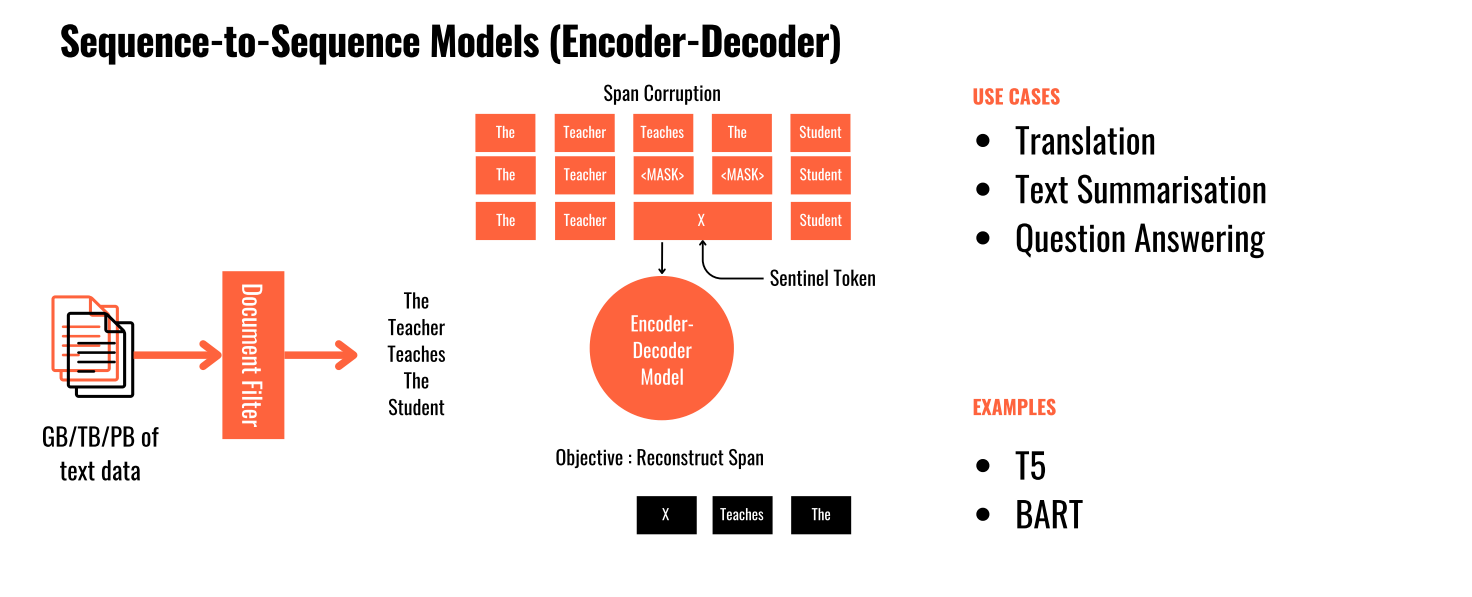 Sequence-to-Sequence Models (Encoder-Decoder)
GB/TB/PB of
text data
Document Filter
The
Teacher
Teaches
The
Student
Span Corruption
The Teacher Teaches The Student
The Teacher <MASK> <MASK> Student
The Teacher X Student
Sentinel Token
Encoder-
Decoder
Model
Objective : Reconstruct Span
X Teaches The
USE CASES
• Translation
• Text Summarisation
• Question Answering
EXAMPLES
• T5
• BART